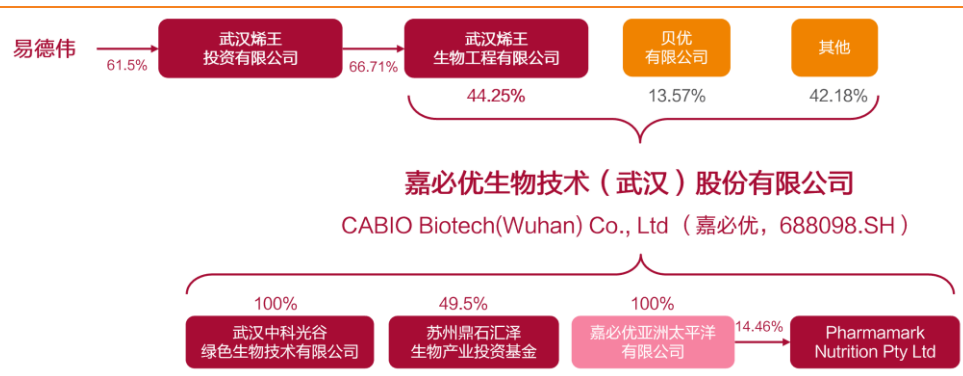 易德伟
61.5%
武汉烯王
投资有限公司
66.71%
武汉烯王
生物工程有限公司
贝优
有限公司
其他
44.25%
13.57%
42.18%
嘉必优生物技术（武汉）股份有限公司
CABIO Biotech(Wuhan) Co., Ltd（嘉必优，688098.SH）
100%
49.5%
100%
武汉中科光谷
绿色生物技术有限公司
苏州鼎石汇泽
生物产业投资基金
嘉必优亚洲太平洋
有限公司
14.46%
Pharmamark
Nutrition Pty Ltd